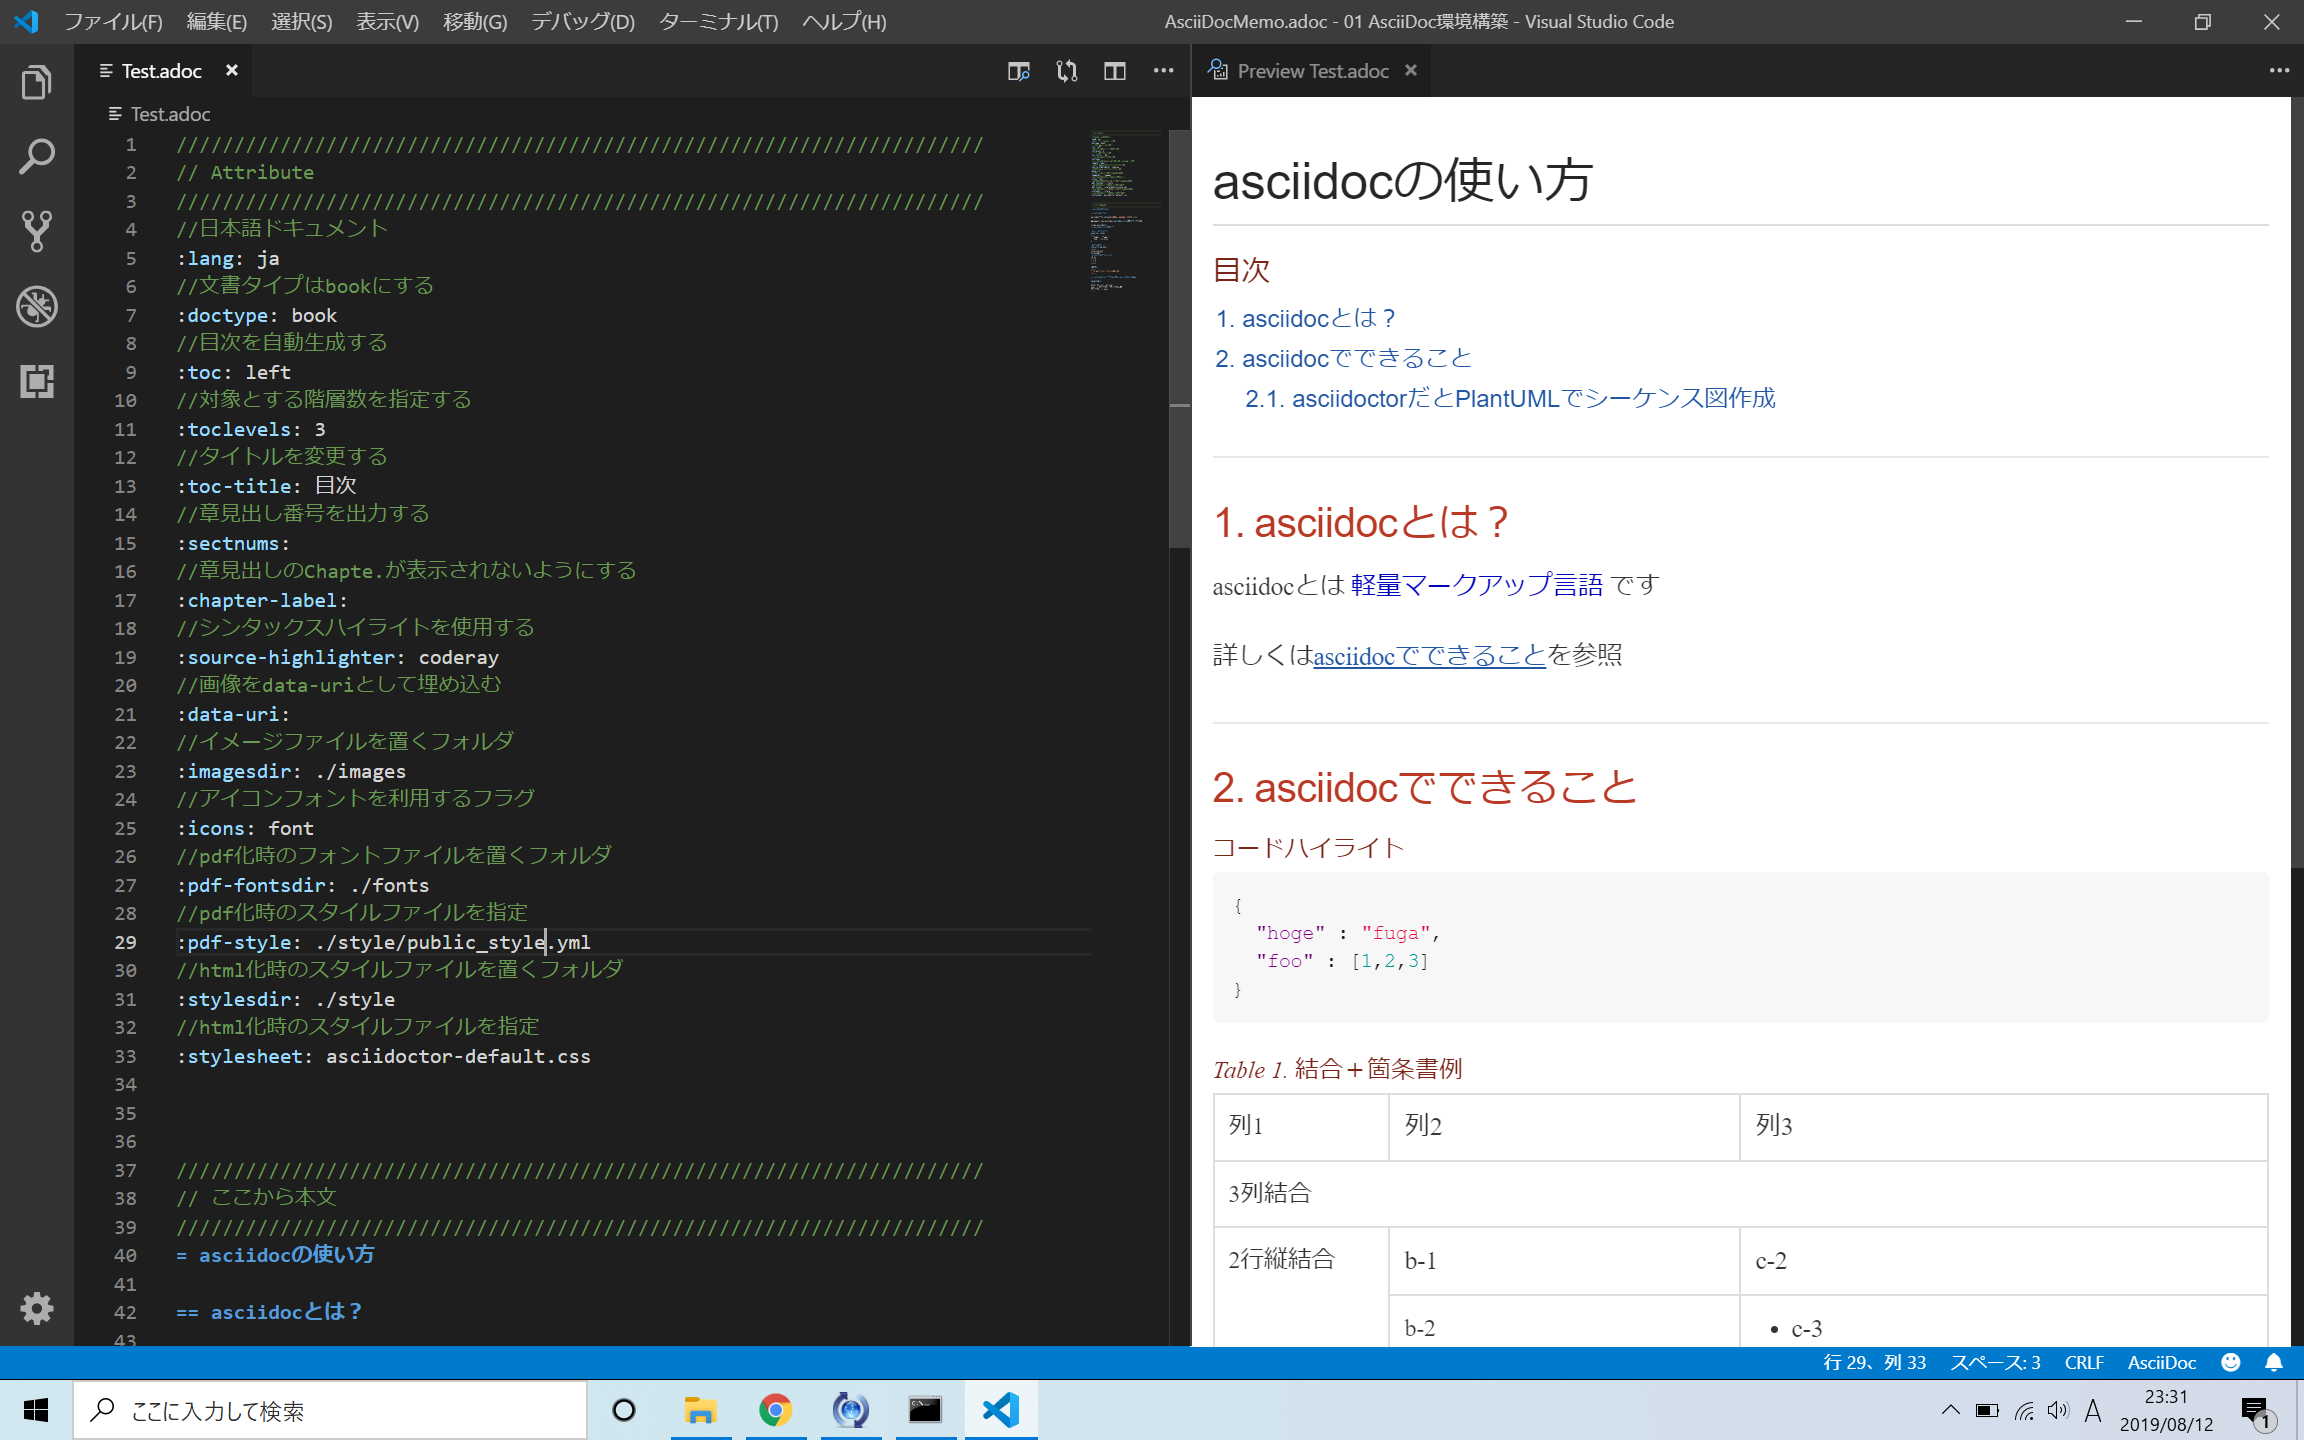 ファイル(F) 編集(E) 選択(S) 表示(V) 移動(G) デバッグ(D) ターミナル(T) ヘルプ(H) AsciiDocMemo.adoc - 01 AsciiDoc環境構築 - Visual Studio Code
Test.adoc
Test.adoc
1 //////////////////////////////////////////////////////////////////////
2 // Attribute
3 //////////////////////////////////////////////////////////////////////
4 //日本語ドキュメント
5 :lang: ja
6 //文書タイプはbookにする
7 :doctype: book
8 //目次を自動生成する
9 :toc: left
10 //対象とする階層数を指定する
11 :toclevels: 3
12 //タイトルを変更する
13 :toc-title: 目次
14 //章見出し番号を出力する
15 :sectnums:
16 //章見出しのChapte.が表示されないようにする
17 :chapter-label:
18 //シンタックスハイライトを使用する
19 :source-highlighter: coderay
20 //画像をdata-uriとして埋め込む
21 :data-uri:
22 //イメージファイルを置くフォルダ
23 :imagesdir: ./images
24 //アイコンフォントを利用するフラグ
25 :icons: font
26 //pdf化時のフォントファイルを置くフォルダ
27 :pdf-fontsdir: ./fonts
28 //pdf化時のスタイルファイルを指定
29 :pdf-style: ./style/public_style.yml
30 //html化時のスタイルファイルを置くフォルダ
31 :stylesdir: ./style
32 //html化時のスタイルファイルを指定
33 :stylesheet: asciidoctor-default.css
34
35
36
37 //////////////////////////////////////////////////////////////////////
38 // ここから本文
39 //////////////////////////////////////////////////////////////////////
40 = asciidocの使い方
41
42 == asciidocとは？
43
Preview Test.adoc
asciidocの使い方
目次
1. asciidocとは？
2. asciidocでできること
2.1. asciidoctorだとPlantUMLでシーケンス図作成
1. asciidocとは？
asciidocとは 軽量マークアップ言語 です
詳しくはasciidocでできることを参照
2. asciidocでできること
コードハイライト
{
"hoge" : "fuga",
"foo" : [1,2,3]
}
Table 1. 結合＋箇条書例
列1 列2 列3
3列結合
2行縦結合 b-1 c-2
b-2 • c-3
行 29、列 33 スペース: 3 CRLF AsciiDoc
ここに入力して検索
A
23:31
2019/08/12
1